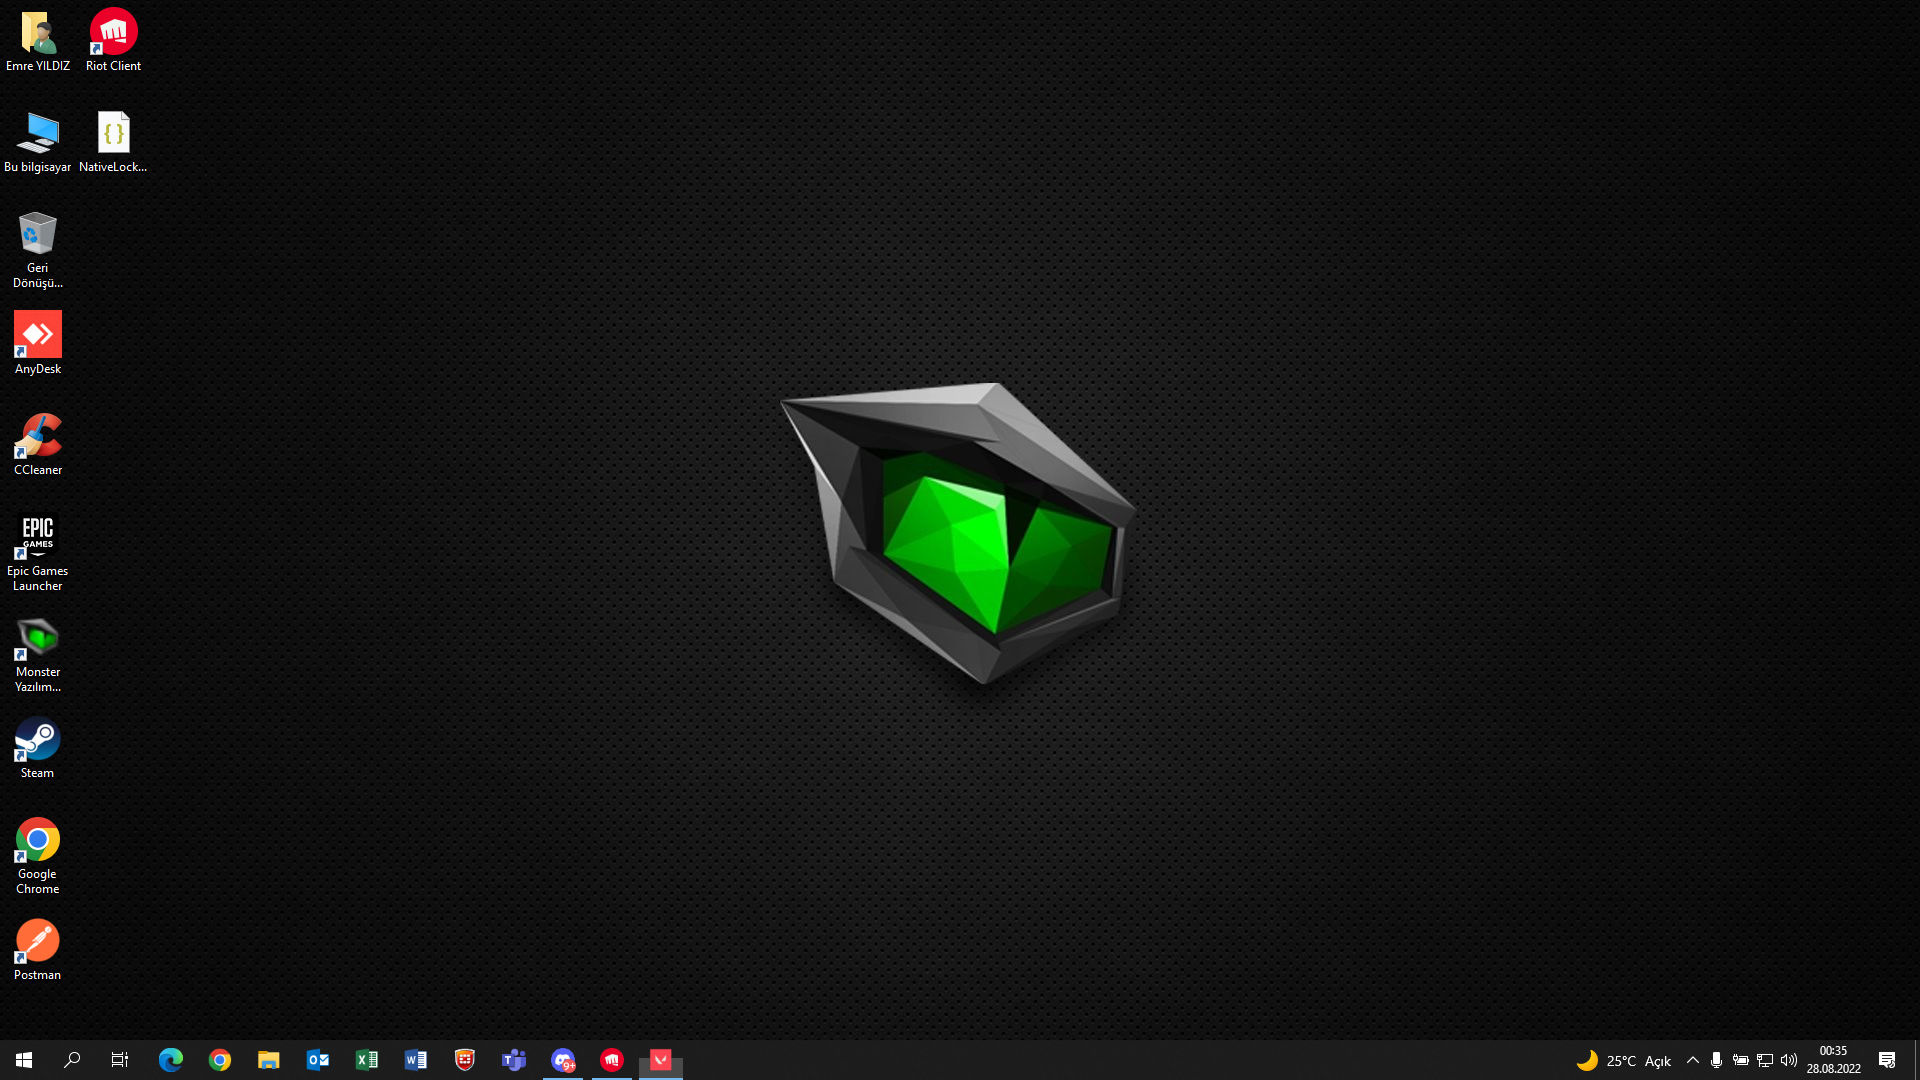 Emre YILDIZ
Riot Client
Bu bilgisayar
NativeLock...
Geri
Dönüşü...
AnyDesk
CCleaner
EPIC
GAMES
Epic Games
Launcher
Monster
Yazılım...
Steam
Google
Chrome
Postman
9+
25°C Açık
00:35
28.08.2022